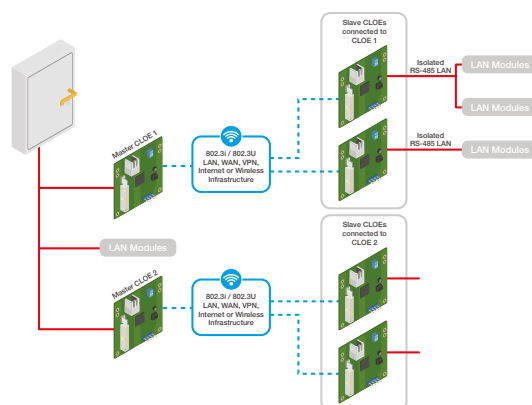 Slave CLOEs
connected to
CLOE 1
Isolated
RS-485 LAN
LAN Modules
LAN Modules
Master CLOE 1
802.3i / 802.3U
LAN, WAN, VPN,
Internet or Wireless
Infrastructure
Isolated
RS-485 LAN
LAN Modules
LAN Modules
Slave CLOEs
connected to
CLOE 2
Master CLOE 2
802.3i / 802.3U
LAN, WAN, VPN,
Internet or Wireless
Infrastructure